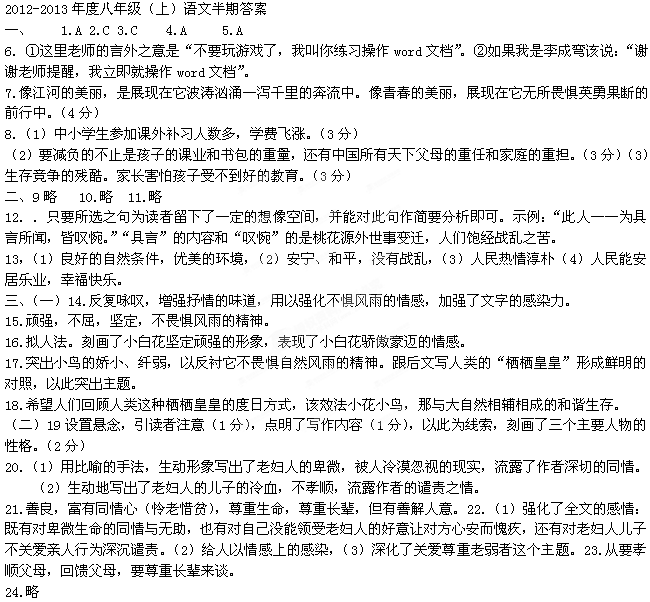 2012-2013年度八年级（上）语文半期答案
一、 1.A 2.C 3.C 4.A 5.A
6. ①这里老师的言外之意是“不要玩游戏了，我叫你练习操作word文档”。②如果我是李成弯该说：“谢
谢老师提醒，我立即就操作word文档”。
7.像江河的美丽，是展现在它波涛汹涌一泻千里的奔流中。像青春的美丽，展现在它无所畏惧英勇果断的
前行中。（4分）
8.（1）中小学生参加课外补习人数多，学费飞涨。（3分）
（2）要减负的不止是孩子的课业和书包的重量，还有中国所有天下父母的重任和家庭的重担。（3分）（3）
生存竞争的残酷。家长害怕孩子受不到好的教育。（3分）
二、9略 10.略 11.略
12．．只要所选之句为读者留下了一定的想像空间，并能对此句作简要分析即可。示例：“此人一一为具
言所闻，皆叹惋。”“具言”的内容和“叹惋”的是桃花源外世事变迁，人们饱经战乱之苦。
13，（1）良好的自然条件，优美的环境，（2）安宁、和平，没有战乱，（3）人民热情淳朴（4）人民能安
居乐业，幸福快乐。
三、（一）14.反复咏叹，增强抒情的味道，用以强化不惧风雨的情感，加强了文字的感染力。
15.顽强，不屈，坚定，不畏惧风雨的精神。
16.拟人法。刻画了小白花坚定顽强的形象，表现了小白花骄傲豪迈的情感。
17.突出小鸟的娇小、纤弱，以反衬它不畏惧自然风雨的精神。跟后文写人类的“栖栖皇皇”形成鲜明的
对照，以此突出主题。
18.希望人们回顾人类这种栖栖皇皇的度日方式，该效法小花小鸟，那与大自然相辅相成的和谐生存。
（二）19设置悬念，引读者注意（1分），点明了写作内容（1分），以此为线索，刻画了三个主要人物的
性格。（2分）
20.（1）用比喻的手法，生动形象写出了老妇人的卑微，被人冷漠忽视的现实，流露了作者深切的同情。
（2）生动地写出了老妇人的儿子的冷血，不孝顺，流露作者的谴责之情。
21.善良，富有同情心（怜老惜贫），尊重生命，尊重长辈，但有善解人意。22.（1）强化了全文的感情：
既有对卑微生命的同情与无助，也有对自己没能领受老妇人的好意让对方心安而愧疚，还有对老妇人儿子
不关爱亲人行为深沉谴责。（2）给人以情感上的感染，（3）深化了关爱尊重老弱者这个主题。23.从要孝
顺父母，回馈父母，要尊重长辈来谈。
24.略